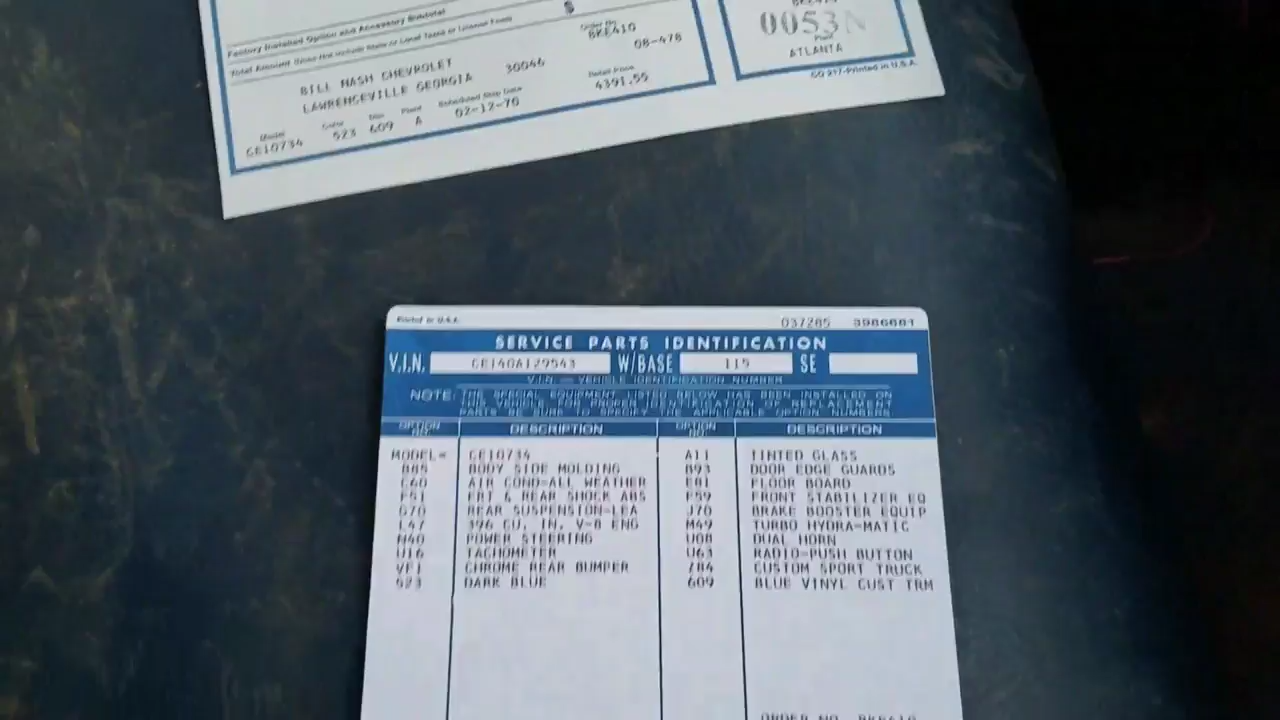 Factory Installed Option and Accessory Subtotal
$
Total Amount Does not include State or Local Taxes or License Fees
BILL NASH CHEVROLET
LAWRENCEVILLE GEORGIA 30046
Order No.
BKE410
08-478
Model
CE10734
Color
523
Trim
609
Plant
A
Scheduled Ship Date
02-12-70
4391.55
0053N
Plant
ATLANTA
GO 217-Printed in U.S.A.
Printed in U.S.A. 037285 3986681
SERVICE PARTS IDENTIFICATION
V.I.N. CE140A129543 W/BASE 115 SE
V.I.N. — VEHICLE IDENTIFICATION NUMBER
NOTE: THE SPECIAL EQUIPMENT LISTED BELOW HAS BEEN INSTALLED ON
THIS VEHICLE. FOR PROPER IDENTIFICATION OF REPLACEMENT
PARTS BE SURE TO SPECIFY THE APPLICABLE OPTION NUMBERS
OPTION NO. DESCRIPTION OPTION NO. DESCRIPTION
MODEL= CE10734 A11 TINTED GLASS
B85 BODY SIDE MOLDING B93 DOOR EDGE GUARDS
C60 AIR COND-ALL WEATHER E81 FLOOR BOARD
F51 FRT & REAR SHOCK ABS F59 FRONT STABILIZER EQ
G70 REAR SUSPENSION-LEA J70 BRAKE BOOSTER EQUIP
L47 396 CU. IN. V-8 ENG M49 TURBO HYDRA-MATIC
N40 POWER STEERING U08 DUAL HORN
U16 TACHOMETER U63 RADIO-PUSH BUTTON
VF1 CHROME REAR BUMPER Z84 CUSTOM SPORT TRUCK
523 DARK BLUE 609 BLUE VINYL CUST TRM
ORDER NO. BKE410